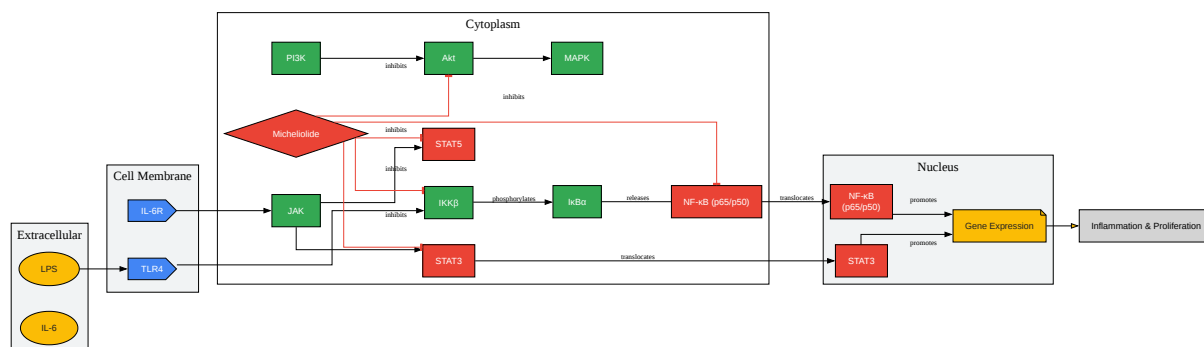 Extracellular
LPS
IL-6
Cell Membrane
IL-6R
TLR4
Cytoplasm
PI3K
inhibits
Akt
MAPK
inhibits
Micheliolide
inhibits
STAT5
inhibits
JAK
inhibits
IKKβ
phosphorylates
IκBα
releases
NF-κB (p65/p50)
translocates
STAT3
translocates
Nucleus
NF-κB
(p65/p50)
promotes
STAT3
promotes
Gene Expression
Inflammation & Proliferation